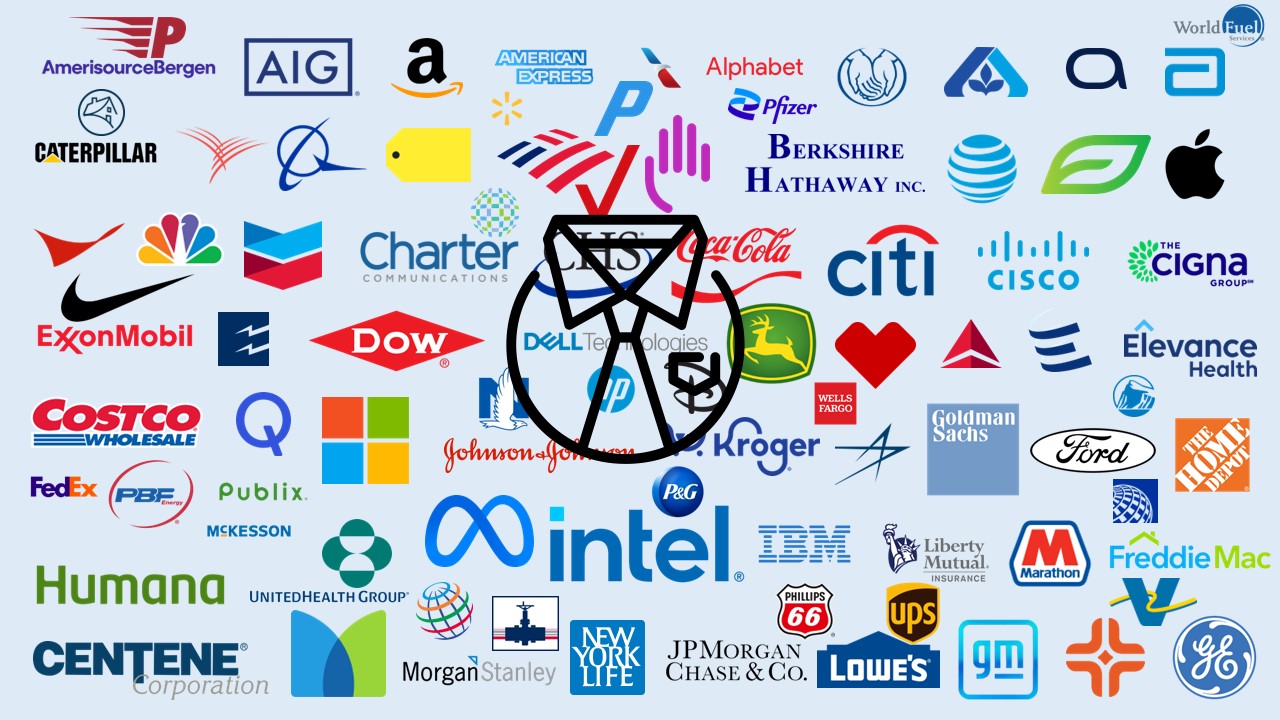 World Fuel
Services
AmerisourceBergen
AIG
a
AMERICAN
EXPRESS
Alphabet
P
Pfizer
a
a
CATERPILLAR
BERKSHIRE
HATHAWAY INC.
Charter
COMMUNICATIONS
CHS
Coca-Cola
citi
CISCO
THE
cigna
GROUP
ExxonMobil
DOW
®
DELL Technologies
Elevance
Health
COSTCO
WHOLESALE
N
hp
D
WELLS
FARGO
Goldman
Sachs
Johnson & Johnson
Kroger
Ford
THE
HOME
DEPOT
FedEx
PBF
Energy
Publix.
P&G
MCKESSON
intel®
IBM
Liberty
Mutual®
INSURANCE
M
Marathon
Freddie Mac
Humana
UNITEDHEALTH GROUP®
PHILLIPS
66
ups
V
CENTENE®
Corporation
Morgan Stanley
NEW
YORK
LIFE
JPMORGAN
CHASE & CO.
LOWE'S
gm
GE